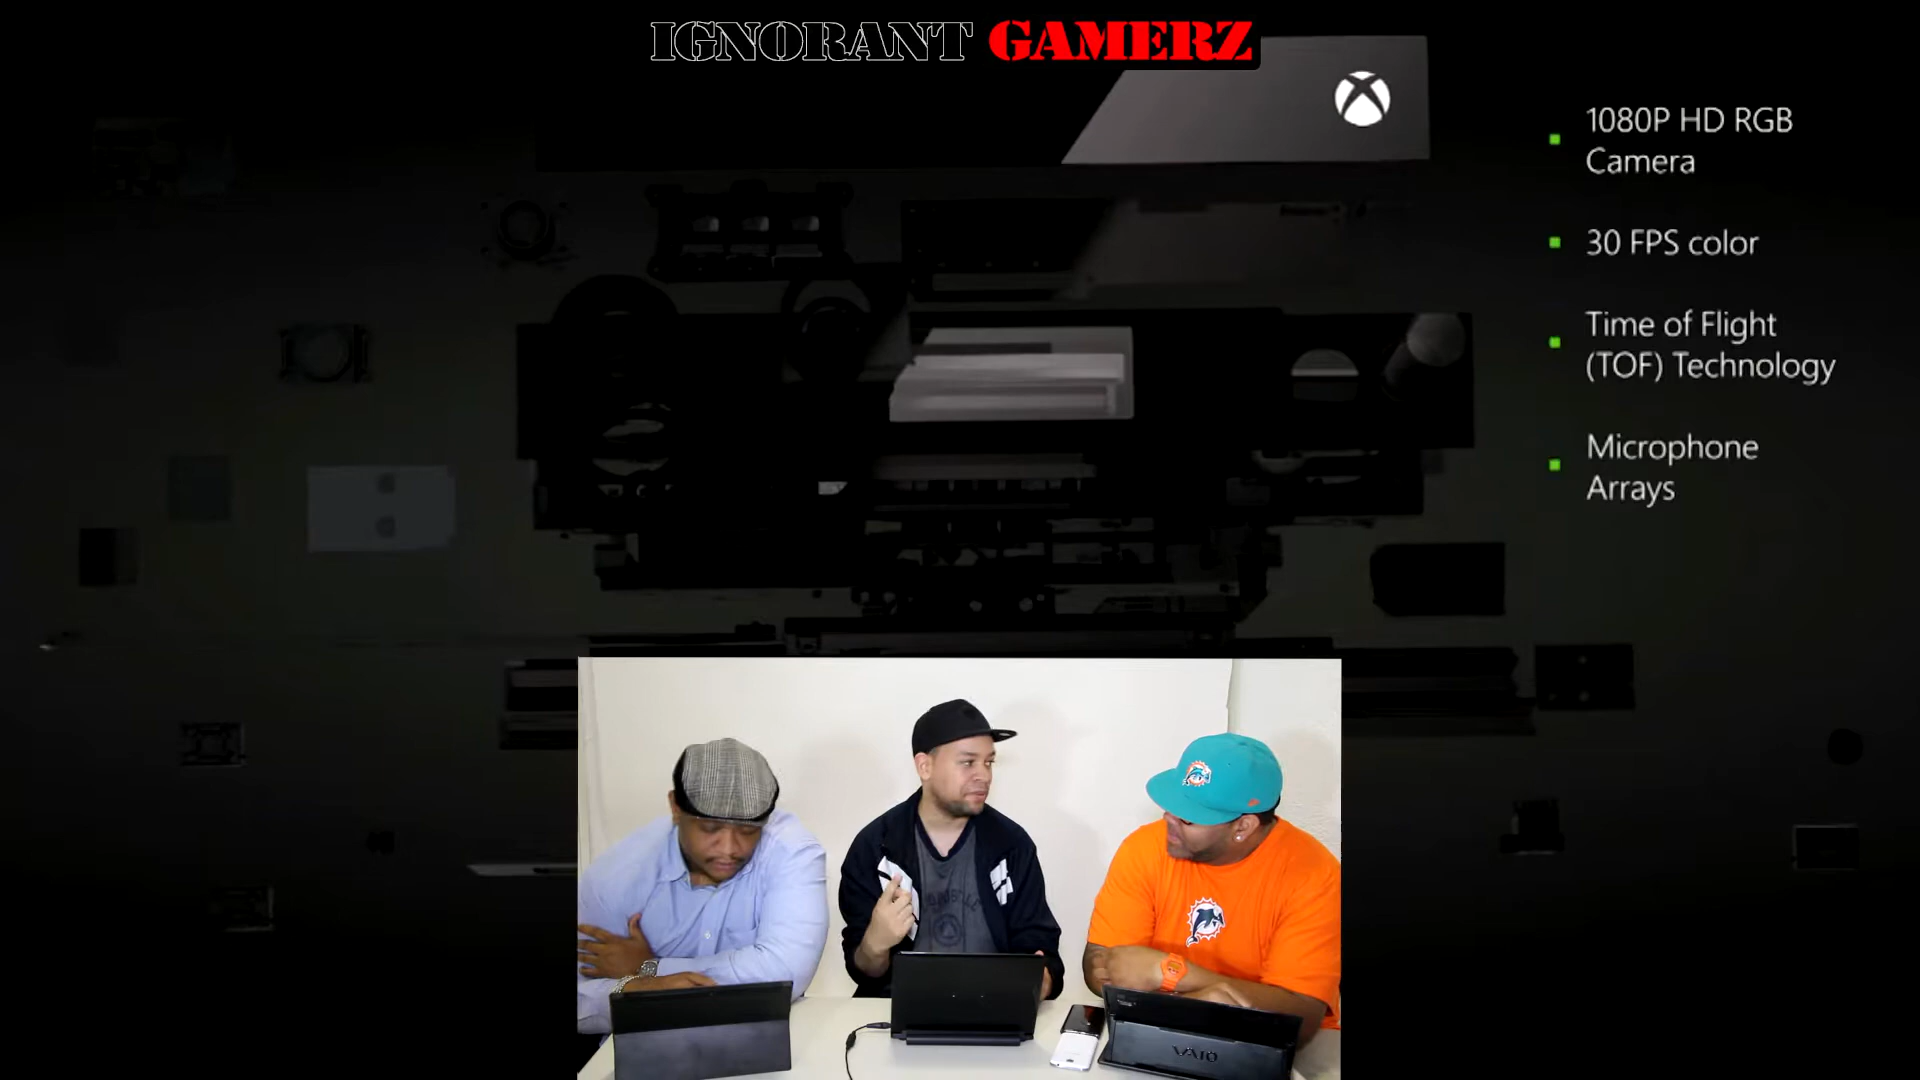 IGNORANT GAMERZ
1080P HD RGB
Camera
30 FPS color
Time of Flight
(TOF) Technology
Microphone
Arrays
VAIO